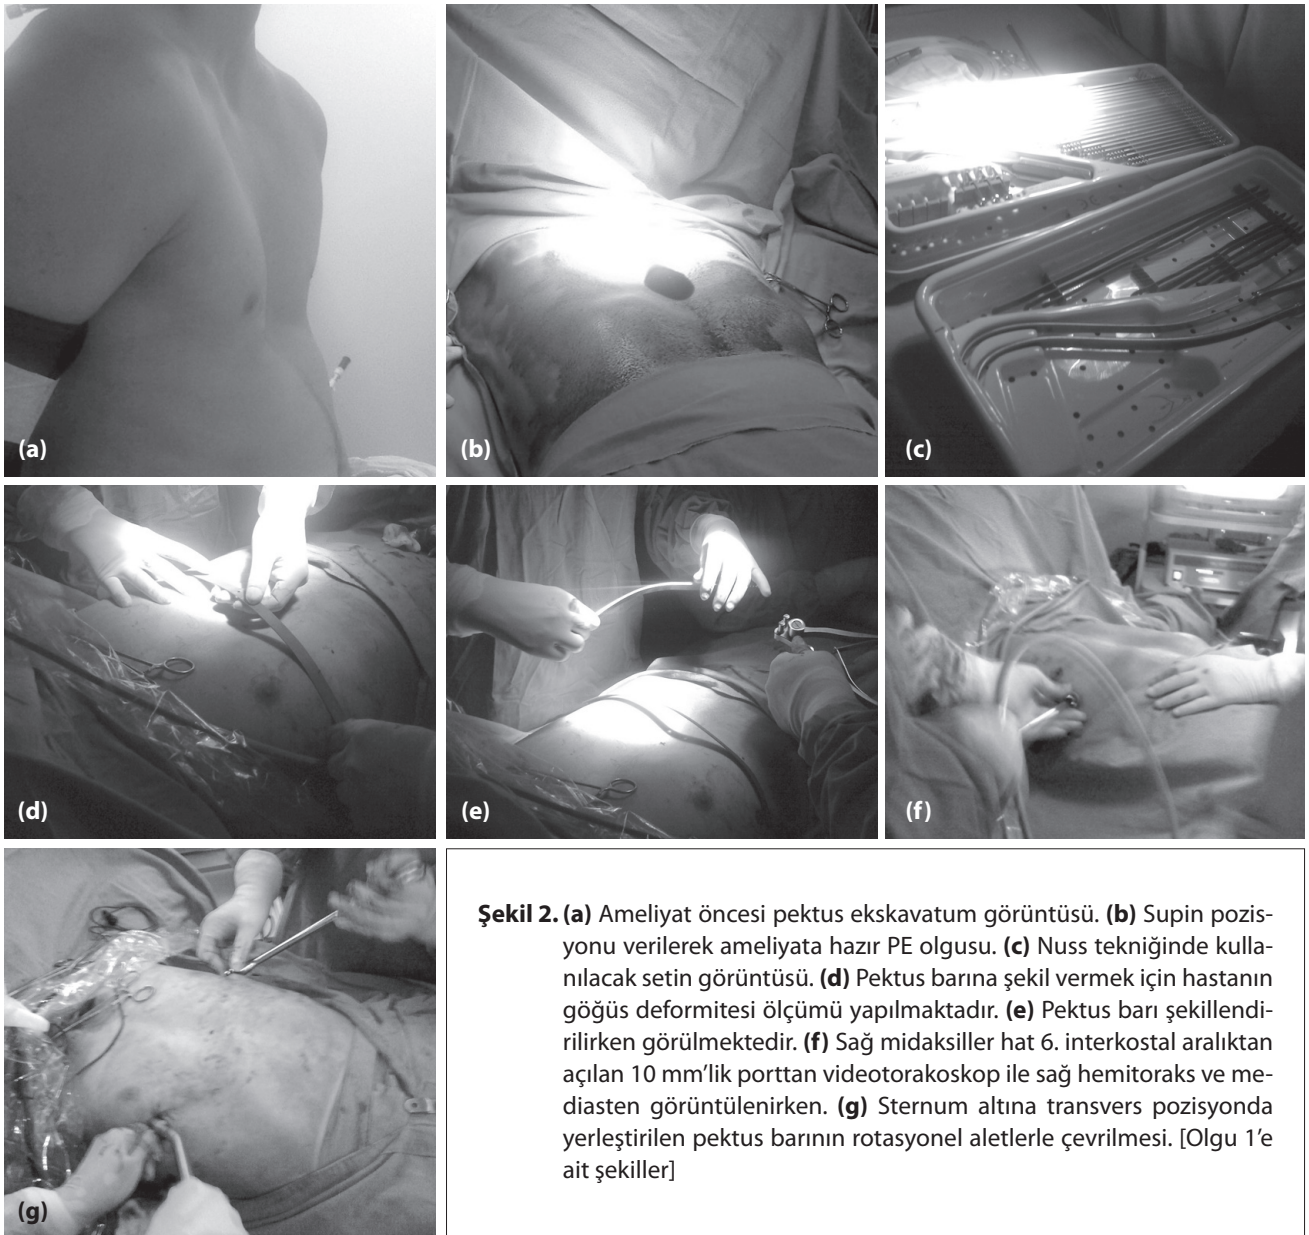 (a)
(b)
(c)
(d)
(e)
(f)
(g)
Şekil 2. (a) Ameliyat öncesi pektus ekskavatum görüntüsü. (b) Supin pozis-
yonu verilerek ameliyata hazır PE olgusu. (c) Nuss tekniğinde kulla-
nılacak setin görüntüsü. (d) Pektus barına şekil vermek için hastanın
göğüs deformitesi ölçümü yapılmaktadır. (e) Pektus barı şekillendi-
rilirken görülmektedir. (f) Sağ midaksiller hat 6. interkostal aralıktan
açılan 10 mm’lik porttan videotorakoskop ile sağ hemitoraks ve me-
diasten görüntülenirken. (g) Sternum altına transvers pozisyonda
yerleştirilen pektus barının rotasyonel aletlerle çevrilmesi. [Olgu 1’e
ait şekiller]